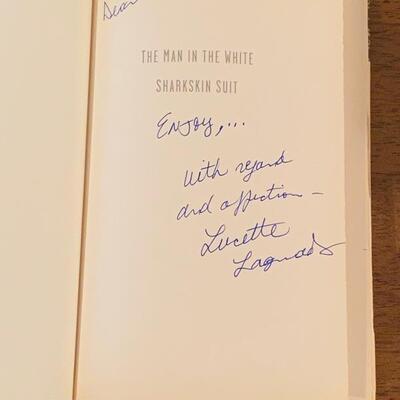 Dear
THE MAN IN THE WHITE
SHARKSKIN SUIT
Enjoy,...
With regard
and affection –
Lucette
Lagnado